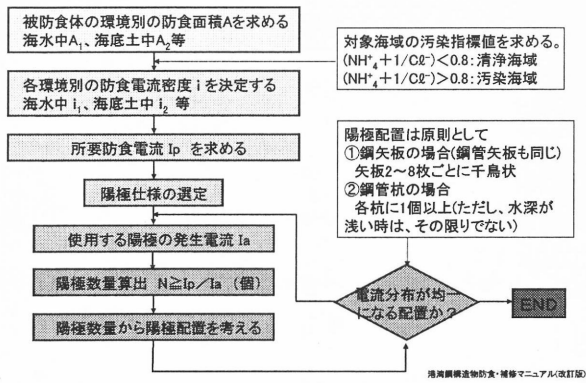 被防食体の環境別の防食面積Aを求める
海水中A₁、海底土中A₂等
各環境別の防食電流密度 i を決定する
海水中 i₁、海底土中 i₂ 等
所要防食電流 Ip を求める
陽極仕様の選定
使用する陽極の発生電流 Ia
陽極数量算出 N≧Ip/Ia (個)
陽極数量から陽極配置を考える
対象海域の汚染指標値を求める。
(NH⁺₄+1/Cℓ⁻)<0.8:清浄海域
(NH⁺₄+1/Cℓ⁻)>0.8:汚染海域
陽極配置は原則として
①鋼矢板の場合(鋼管矢板も同じ)
矢板2~8枚ごとに千鳥状
②鋼管杭の場合
各杭に1個以上(ただし、水深が
浅い時は、その限りでない)
電流分布が均一
になる配置か?
END
港湾鋼構造物防食・補修マニュアル(改訂版)